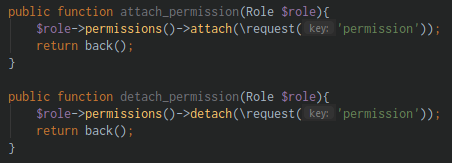 public function attach_permission(Role $role){
$role->permissions()->attach(\request( key: 'permission'));
return back();
}
public function detach_permission(Role $role){
$role->permissions()->detach(\request( key: 'permission'));
return back();
}